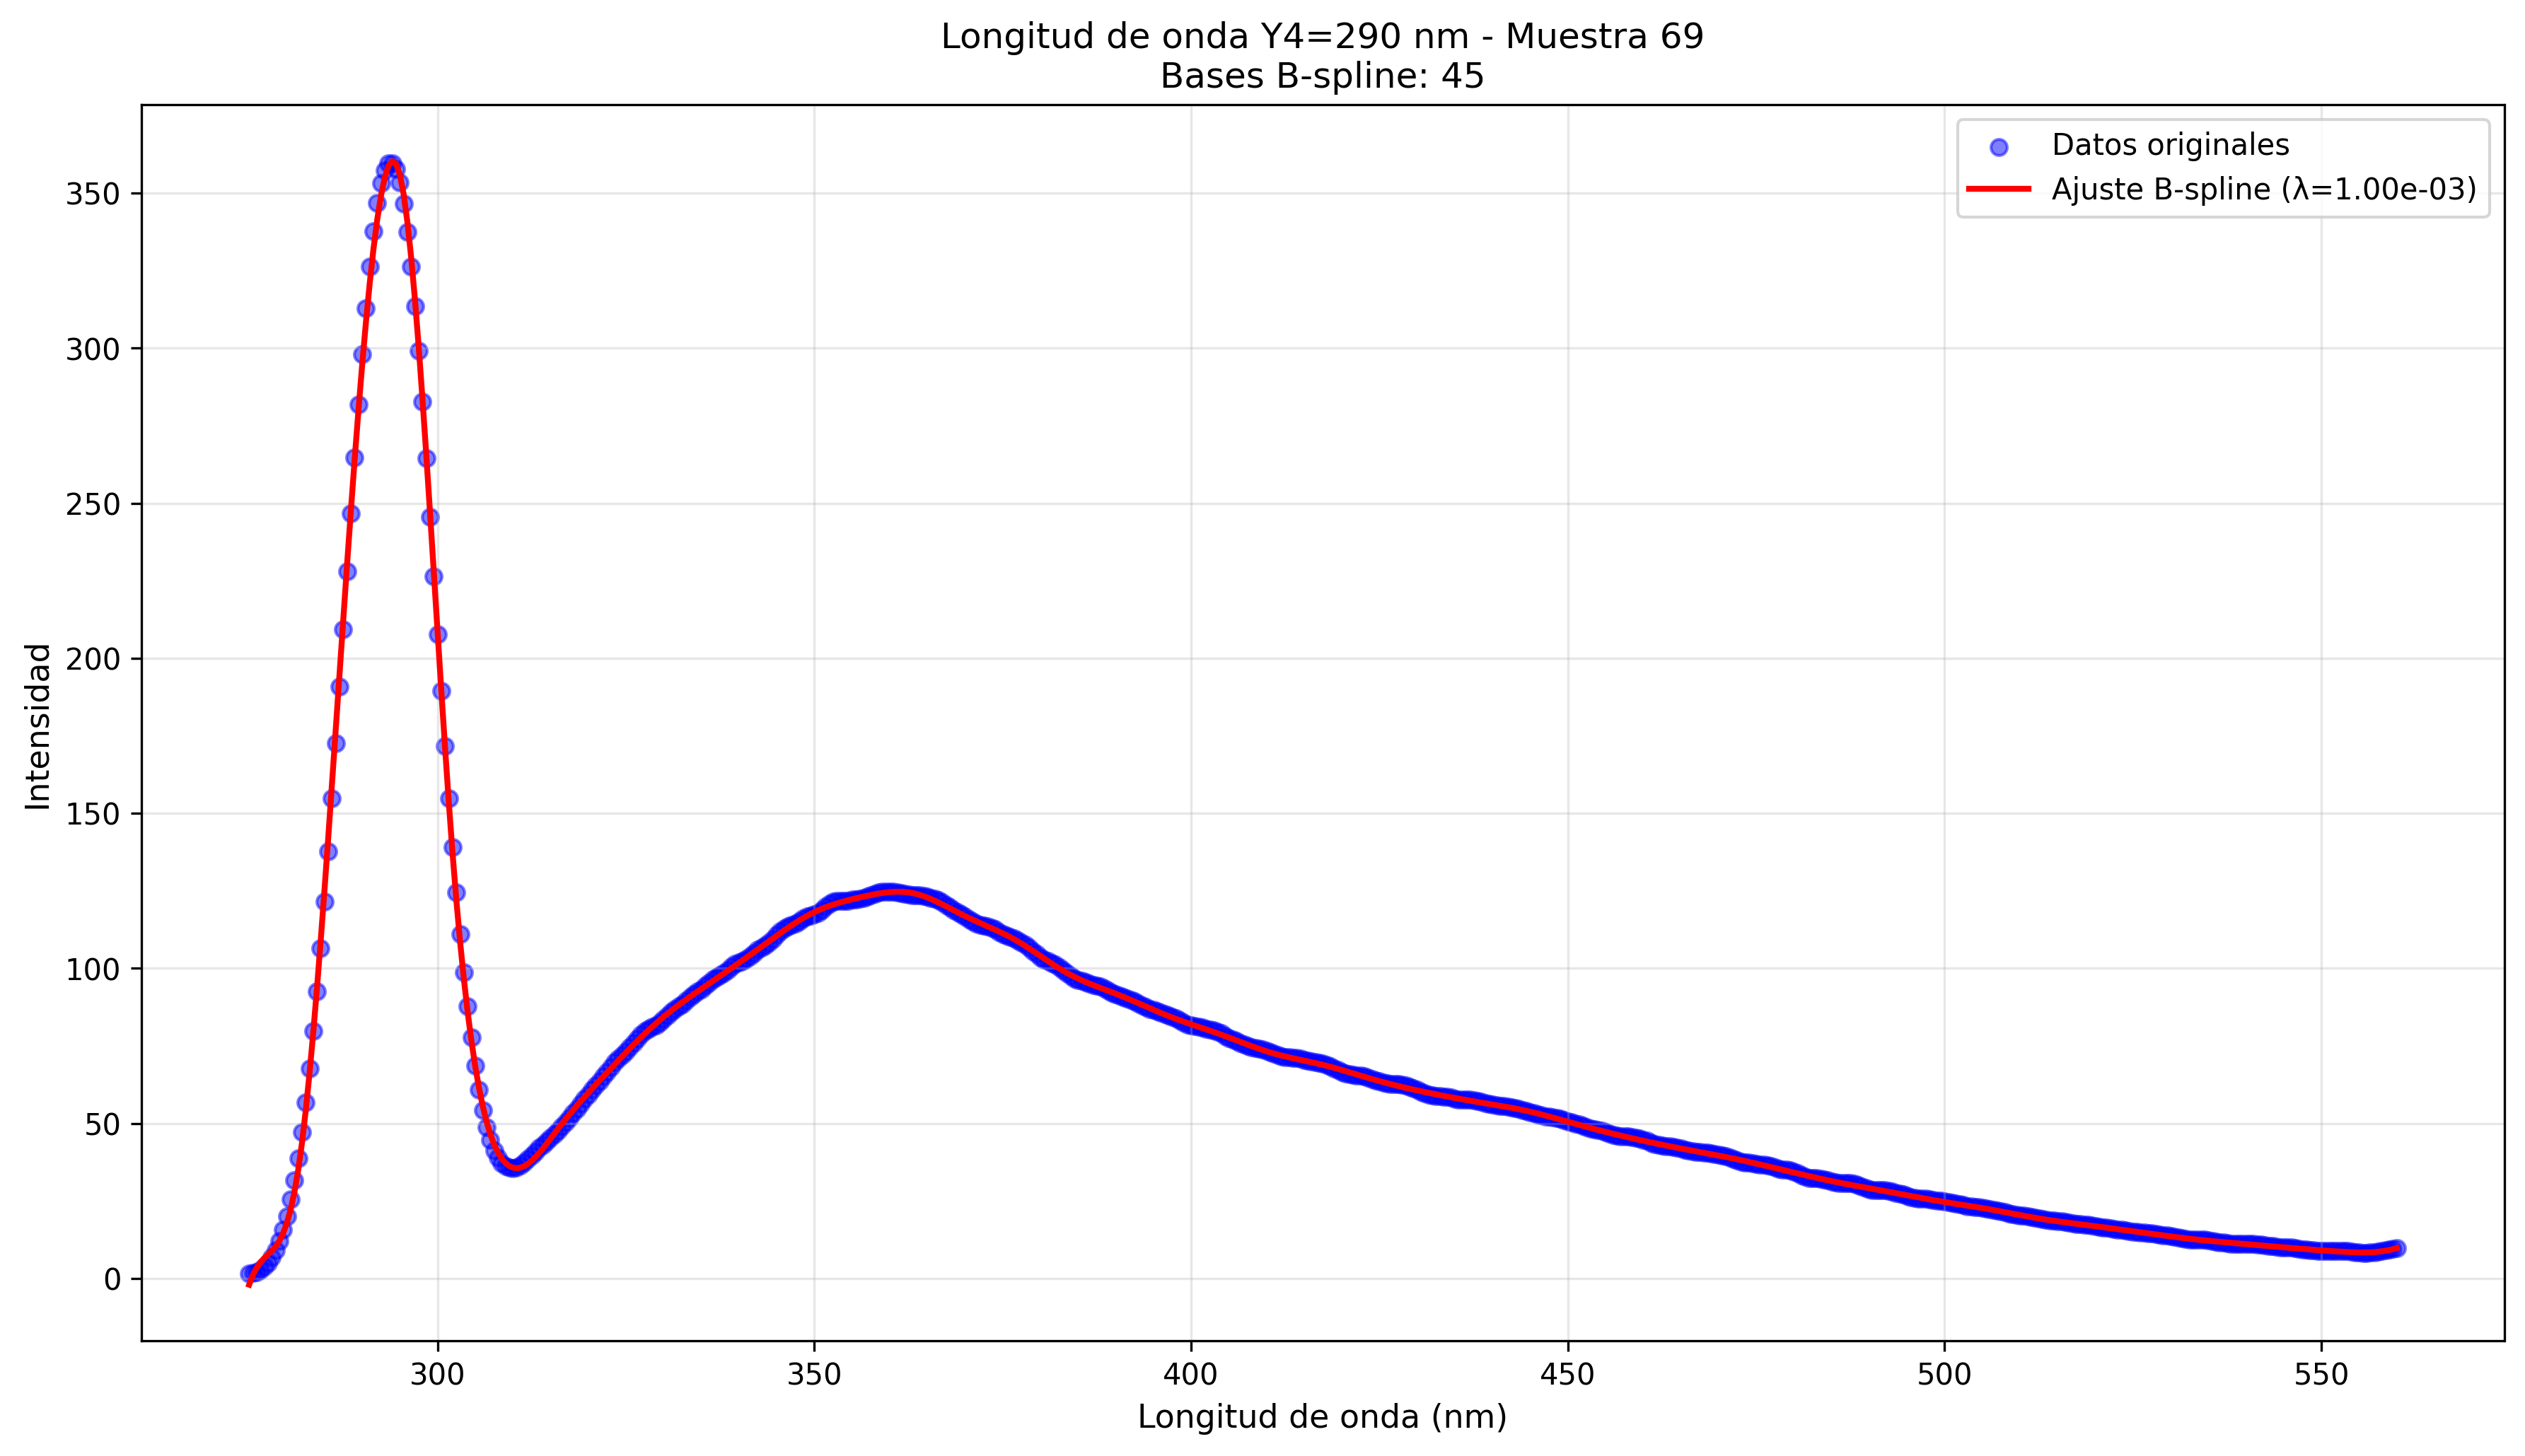 Longitud de onda Y4=290 nm - Muestra 69
Bases B-spline: 45
Datos originales
Ajuste B-spline (λ=1.00e-03)
Intensidad
350
300
250
200
150
100
50
0
300 350 400 450 500 550
Longitud de onda (nm)